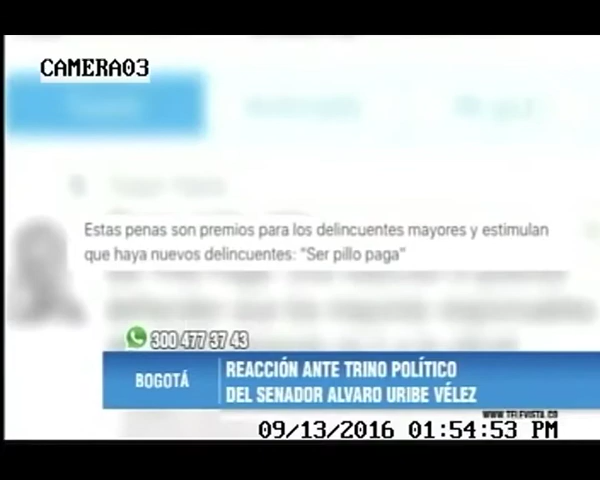 CAMERA03
Estas penas son premios para los delincuentes mayores y estimulan
que haya nuevos delincuentes: "Ser pillo paga"
300 477 37 43
BOGOTÁ
REACCIÓN ANTE TRINO POLÍTICO
DEL SENADOR ALVARO URIBE VÉLEZ
WWW.TELEVISTA.CO
09/13/2016 01:54:53 PM